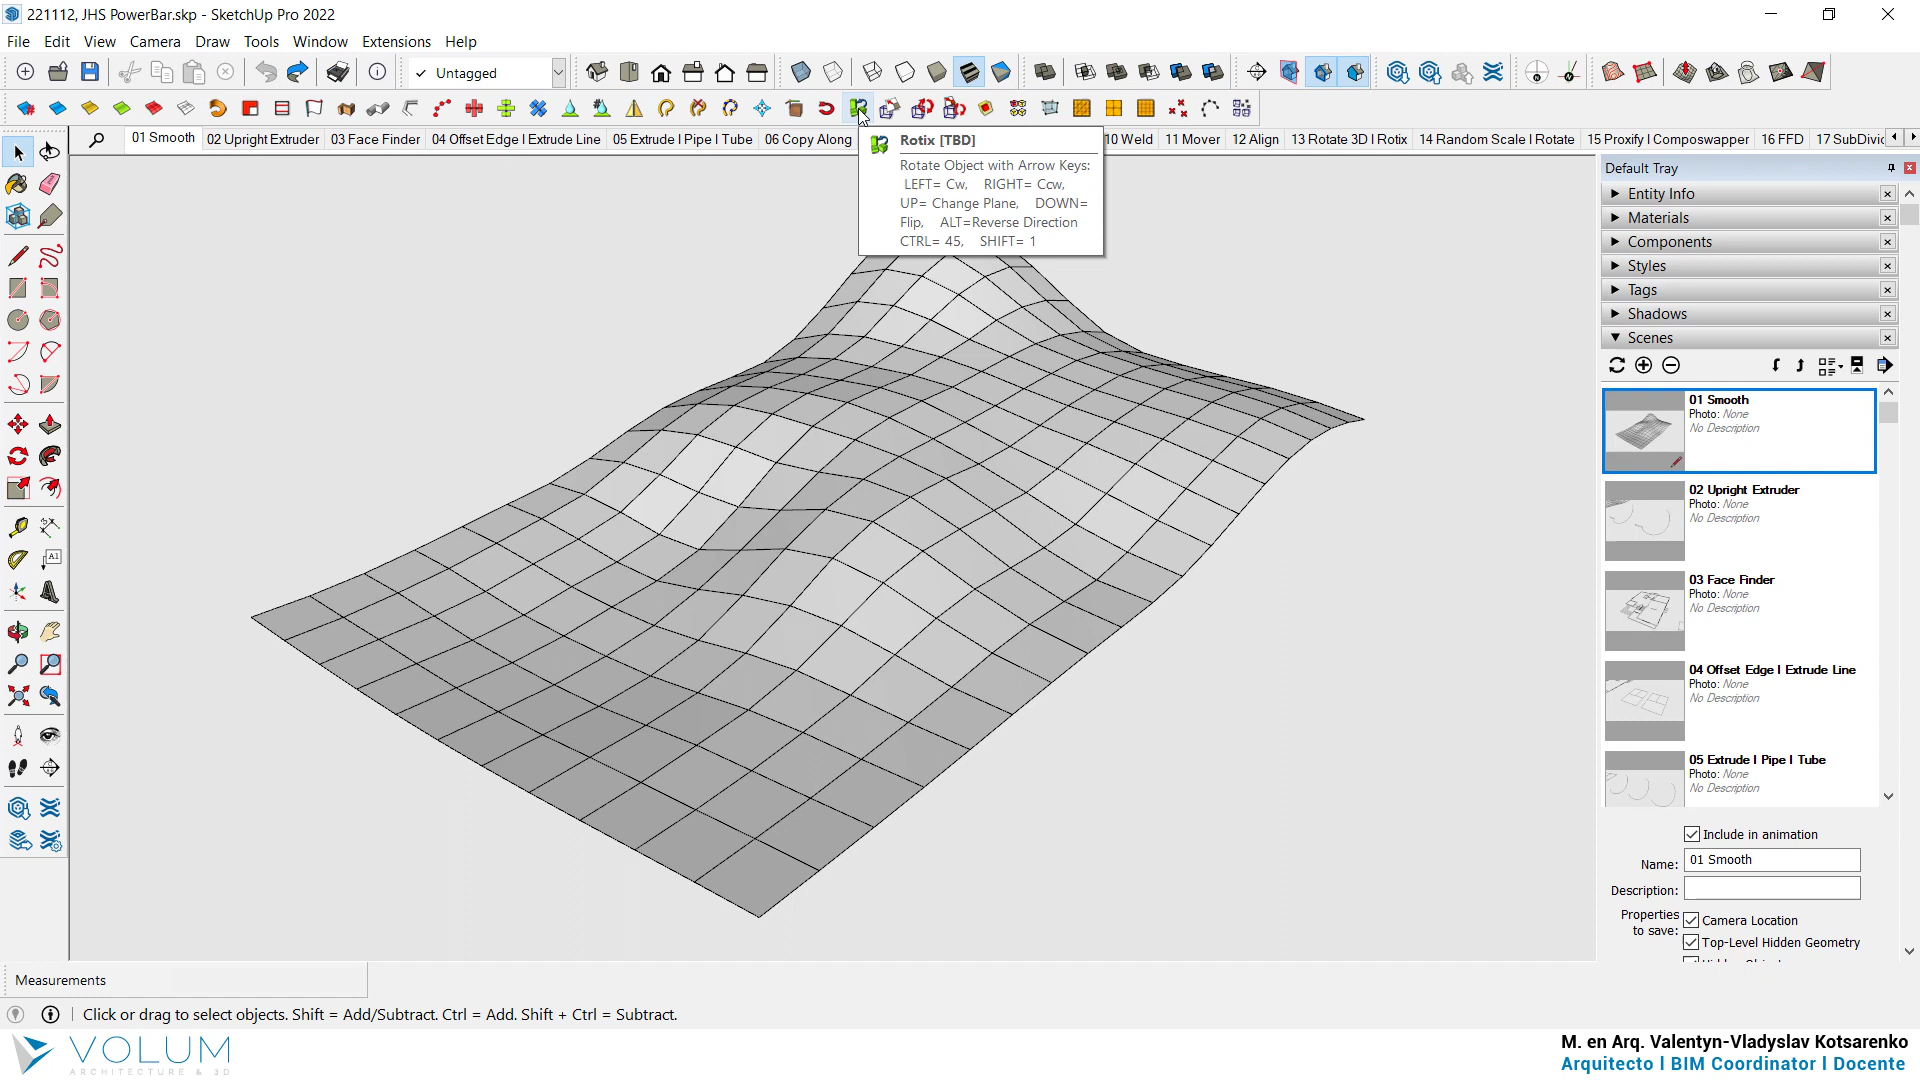 221112, JHS PowerBar.skp - SketchUp Pro 2022
File Edit View Camera Draw Tools Window Extensions Help
Untagged
01 Smooth 02 Upright Extruder 03 Face Finder 04 Offset Edge | Extrude Line 05 Extrude | Pipe | Tube 06 Copy Along 10 Weld 11 Mover 12 Align 13 Rotate 3D | Rotix 14 Random Scale | Rotate 15 Proxify | Composwapper 16 FFD 17 SubDivi
Rotix [TBD]
Rotate Object with Arrow Keys:
LEFT= Cw, RIGHT= Ccw,
UP= Change Plane, DOWN=
Flip, ALT=Reverse Direction
CTRL= 45, SHIFT= 1
Default Tray
Entity Info
Materials
Components
Styles
Tags
Shadows
Scenes
01 Smooth
Photo: None
No Description
02 Upright Extruder
Photo: None
No Description
03 Face Finder
Photo: None
No Description
04 Offset Edge | Extrude Line
Photo: None
No Description
05 Extrude | Pipe | Tube
Photo: None
No Description
Include in animation
Name: 01 Smooth
Description:
Properties
to save:
Camera Location
Top-Level Hidden Geometry
A1
Measurements
Click or drag to select objects. Shift = Add/Subtract. Ctrl = Add. Shift + Ctrl = Subtract.
VOLUM
ARCHITECTURE & 3D
M. en Arq. Valentyn-Vladyslav Kotsarenko
Arquitecto | BIM Coordinator | Docente